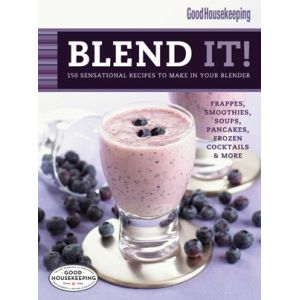 Good Housekeeping
BLEND IT!
150 SENSATIONAL RECIPES TO MAKE IN YOUR BLENDER
FRAPPES,
SMOOTHIES,
SOUPS,
PANCAKES,
FROZEN
COCKTAILS
& MORE
GOOD
HOUSEKEEPING